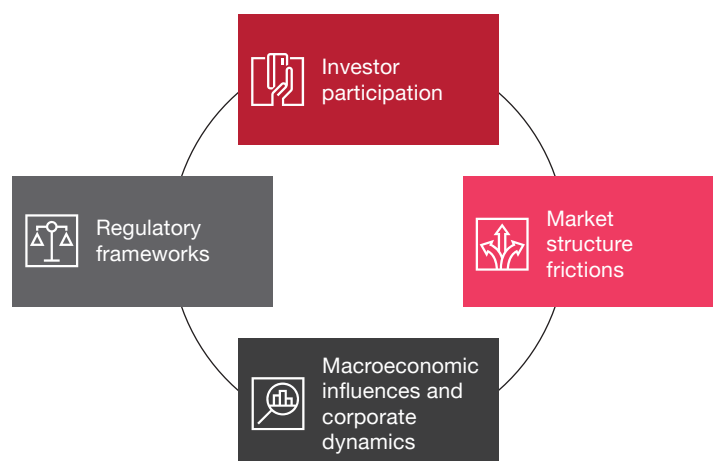 Investor
participation
Regulatory
frameworks
Market
structure
frictions
Macroeconomic
influences and
corporate
dynamics